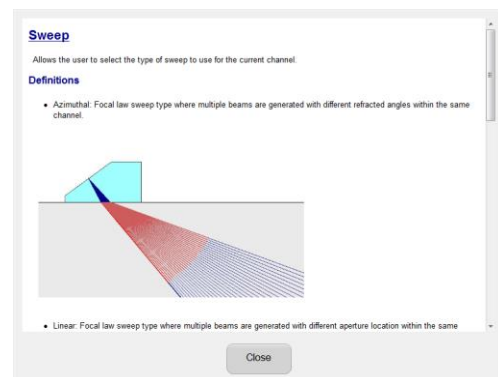 Sweep
Allows the user to select the type of sweep to use for the current channel.
Definitions
• Azimuthal: Focal law sweep type where multiple beams are generated with different refracted angles within the same
channel.
• Linear: Focal law sweep type where multiple beams are generated with different aperture location within the same
Close